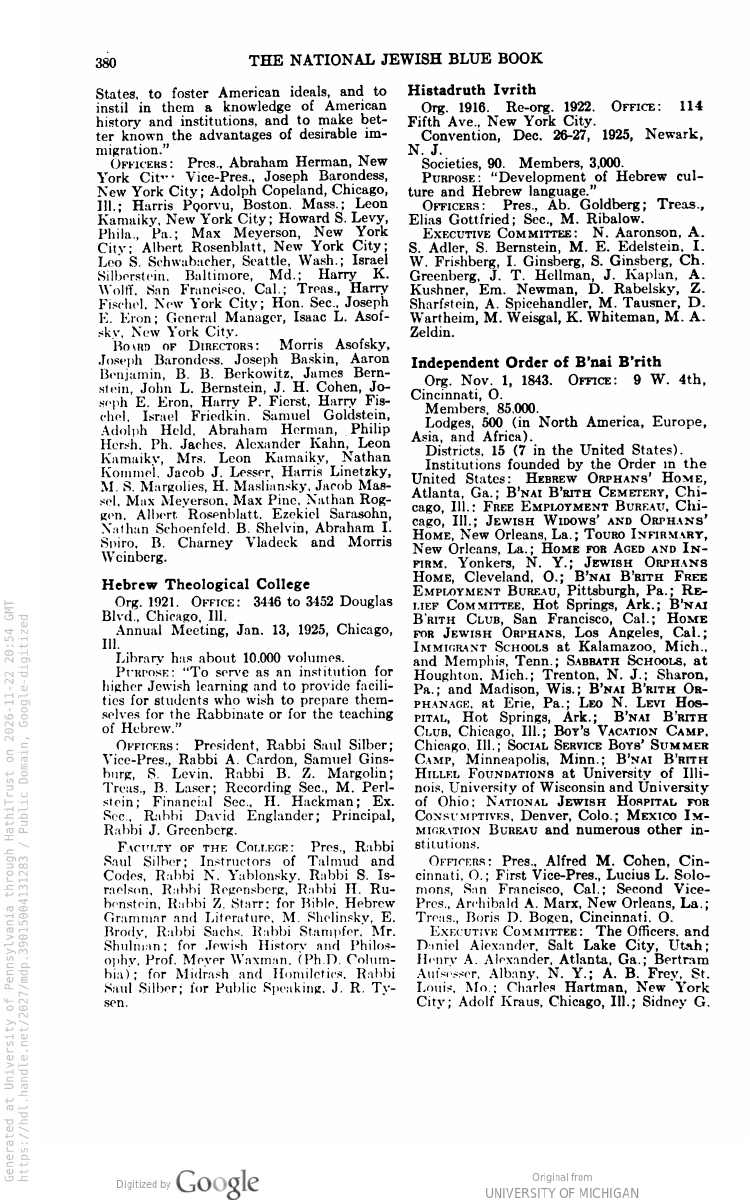 380
THE NATIONAL JEWISH BLUE BOOK
States, to foster American ideals, and to
instil in them a knowledge of American
history and institutions, and to make bet-
ter known the advantages of desirable im-
migration."
OFFICERS: Pres., Abraham Herman, New
York City; Vice-Pres., Joseph Barondess,
New York City; Adolph Copeland, Chicago,
Ill.; Harris Poorvu, Boston, Mass.; Leon
Kamaiky, New York City; Howard S. Levy,
Phila., Pa.; Max Meyerson, New York
City; Albert Rosenblatt, New York City;
Leo S. Schwabacher, Seattle, Wash.; Israel
Silberstein, Baltimore, Md.; Harry K.
Wolff, San Francisco, Cal.; Treas., Harry
Fischel, New York City; Hon. Sec., Joseph
E. Eron; General Manager, Isaac L. Asof-
sky, New York City.
BOARD OF DIRECTORS: Morris Asofsky,
Joseph Barondess, Joseph Baskin, Aaron
Benjamin, B. B. Berkowitz, James Bern-
stein, John L. Bernstein, J. H. Cohen, Jo-
seph E. Eron, Harry P. Fierst, Harry Fis-
chel, Israel Friedkin, Samuel Goldstein,
Adolph Held, Abraham Herman, Philip
Hersh, Ph. Jaches, Alexander Kahn, Leon
Kamaiky, Mrs. Leon Kamaiky, Nathan
Kommel, Jacob J. Lesser, Harris Linetzky,
M. S. Margolies, H. Masliansky, Jacob Mas-
sel, Max Meyerson, Max Pine, Nathan Rog-
gen, Albert Rosenblatt, Ezekiel Sarasohn,
Nathan Schoenfeld, B. Shelvin, Abraham I.
Spiro, B. Charney Vladeck and Morris
Weinberg.
Hebrew Theological College
Org. 1921. OFFICE: 3446 to 3452 Douglas
Blvd., Chicago, Ill.
Annual Meeting, Jan. 13, 1925, Chicago,
Ill.
Library has about 10,000 volumes.
PURPOSE: "To serve as an institution for
higher Jewish learning and to provide facili-
ties for students who wish to prepare them-
selves for the Rabbinate or for the teaching
of Hebrew."
OFFICERS: President, Rabbi Saul Silber;
Vice-Pres., Rabbi A. Cardon, Samuel Gins-
burg, S. Levin, Rabbi B. Z. Margolin;
Treas., B. Laser; Recording Sec., M. Perl-
stein; Financial Sec., H. Hackman; Ex.
Sec., Rabbi David Englander; Principal,
Rabbi J. Greenberg.
FACULTY OF THE COLLEGE: Pres., Rabbi
Saul Silber; Instructors of Talmud and
Codes, Rabbi N. Yablonsky, Rabbi S. Is-
raelson, Rabbi Regensberg, Rabbi H. Ru-
benstein, Rabbi Z. Starr; for Bible, Hebrew
Grammar and Literature, M. Shelinsky, E.
Brody, Rabbi Sachs, Rabbi Stampfer, Mr.
Shulman; for Jewish History and Philos-
ophy, Prof. Meyer Waxman, (Ph.D. Colum-
bia); for Midrash and Homiletics, Rabbi
Saul Silber; for Public Speaking, J. R. Ty-
sen.
Histadruth Ivrith
Org. 1916. Re-org. 1922. OFFICE: 114
Fifth Ave., New York City.
Convention, Dec. 26-27, 1925, Newark,
N. J.
Societies, 90. Members, 3,000.
PURPOSE: "Development of Hebrew cul-
ture and Hebrew language."
OFFICERS: Pres., Ab. Goldberg; Treas.,
Elias Gottfried; Sec., M. Ribalow.
EXECUTIVE COMMITTEE: N. Aaronson, A.
S. Adler, S. Bernstein, M. E. Edelstein, I.
W. Frishberg, I. Ginsberg, S. Ginsberg, Ch.
Greenberg, J. T. Hellman, J. Kaplan, A.
Kushner, Em. Newman, D. Rabelsky, Z.
Sharfstein, A. Spicehandler, M. Tausner, D.
Wartheim, M. Weisgal, K. Whiteman, M. A.
Zeldin.
Independent Order of B'nai B'rith
Org. Nov. 1, 1843. OFFICE: 9 W. 4th,
Cincinnati, O.
Members, 85,000.
Lodges, 500 (in North America, Europe,
Asia, and Africa).
Districts, 15 (7 in the United States).
Institutions founded by the Order in the
United States: HEBREW ORPHANS' HOME,
Atlanta, Ga.; B'NAI B'RITH CEMETERY, Chi-
cago, Ill.; FREE EMPLOYMENT BUREAU, Chi-
cago, Ill.; JEWISH WIDOWS' AND ORPHANS'
HOME, New Orleans, La.; TOURO INFIRMARY,
New Orleans, La.; HOME FOR AGED AND IN-
FIRM, Yonkers, N. Y.; JEWISH ORPHANS
HOME, Cleveland, O.; B'NAI B'RITH FREE
EMPLOYMENT BUREAU, Pittsburgh, Pa.; RE-
LIEF COMMITTEE, Hot Springs, Ark.; B'NAI
B'RITH CLUB, San Francisco, Cal.; HOME
FOR JEWISH ORPHANS, Los Angeles, Cal.;
IMMIGRANT SCHOOLS at Kalamazoo, Mich.,
and Memphis, Tenn.; SABBATH SCHOOLS, at
Houghton, Mich.; Trenton, N. J.; Sharon,
Pa.; and Madison, Wis.; B'NAI B'RITH OR-
PHANAGE, at Erie, Pa.; LEO N. LEVI HOS-
PITAL, Hot Springs, Ark.; B'NAI B'RITH
CLUB, Chicago, Ill.; BOY'S VACATION CAMP,
Chicago, Ill.; SOCIAL SERVICE BOYS' SUMMER
CAMP, Minneapolis, Minn.; B'NAI B'RITH
HILLEL FOUNDATIONS at University of Illi-
nois, University of Wisconsin and University
of Ohio; NATIONAL JEWISH HOSPITAL FOR
CONSUMPTIVES, Denver, Colo.; MEXICO IM-
MIGRATION BUREAU and numerous other in-
stitutions.
OFFICERS: Pres., Alfred M. Cohen, Cin-
cinnati, O.; First Vice-Pres., Lucius L. Solo-
mons, San Francisco, Cal.; Second Vice-
Pres., Archibald A. Marx, New Orleans, La.;
Treas., Boris D. Bogen, Cincinnati, O.
EXECUTIVE COMMITTEE: The Officers, and
Daniel Alexander, Salt Lake City, Utah;
Henry A. Alexander, Atlanta, Ga.; Bertram
Aufsesser, Albany, N. Y.; A. B. Frey, St.
Louis, Mo.; Charles Hartman, New York
City; Adolf Kraus, Chicago, Ill.; Sidney G.
Generated at University of Pennsylvania through HathiTrust on 2026-11-22 20:54 GMT
https://hdl.handle.net/2027/mdp.39015004131283 / Public Domain, Google-digitized
Digitized by Google
Original from
UNIVERSITY OF MICHIGAN